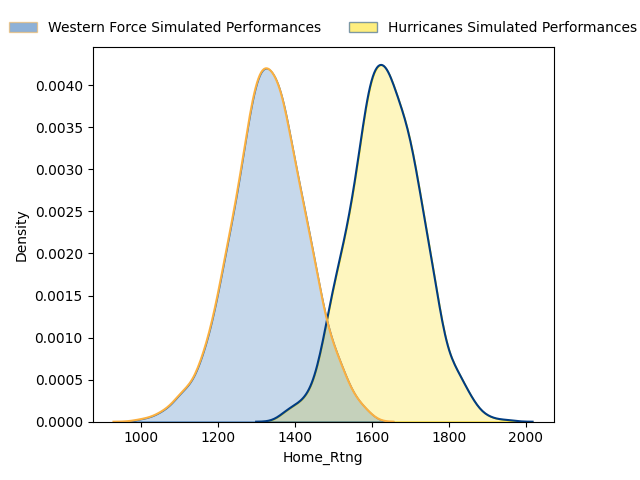 Western Force Simulated Performances Hurricanes Simulated Performances
0.0040
0.0035
0.0030
0.0025
0.0020
0.0015
0.0010
0.0005
0.0000
Density
1000 1200 1400 1600 1800 2000
Home_Rtng